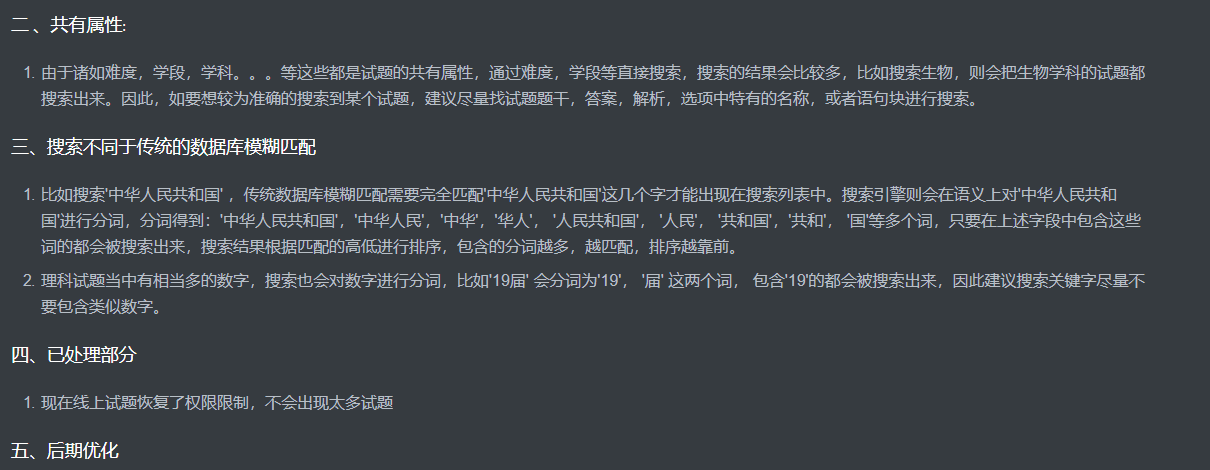 二 、共有属性:
1. 由于诸如难度，学段，学科。。。等这些都是试题的共有属性，通过难度，学段等直接搜索，搜索的结果会比较多，比如搜索生物，则会把生物学科的试题都
搜索出来。因此，如要想较为准确的搜索到某个试题，建议尽量找试题题干，答案，解析，选项中特有的名称，或者语句块进行搜索。
三、搜索不同于传统的数据库模糊匹配
1. 比如搜索'中华人民共和国' ，传统数据库模糊匹配需要完全匹配'中华人民共和国'这几个字才能出现在搜索列表中。搜索引擎则会在语义上对'中华人民共和
国'进行分词，分词得到：'中华人民共和国'，'中华人民'，'中华'，'华人'， '人民共和国'， '人民'， '共和国'，'共和'， '国'等多个词，只要在上述字段中包含这些
词的都会被搜索出来，搜索结果根据匹配的高低进行排序，包含的分词越多，越匹配，排序越靠前。
2. 理科试题当中有相当多的数字，搜索也会对数字进行分词，比如'19届' 会分词为'19'， '届' 这两个词， 包含'19'的都会被搜索出来，因此建议搜索关键字尽量不
要包含类似数字。
四、已处理部分
1. 现在线上试题恢复了权限限制，不会出现太多试题
五、后期优化